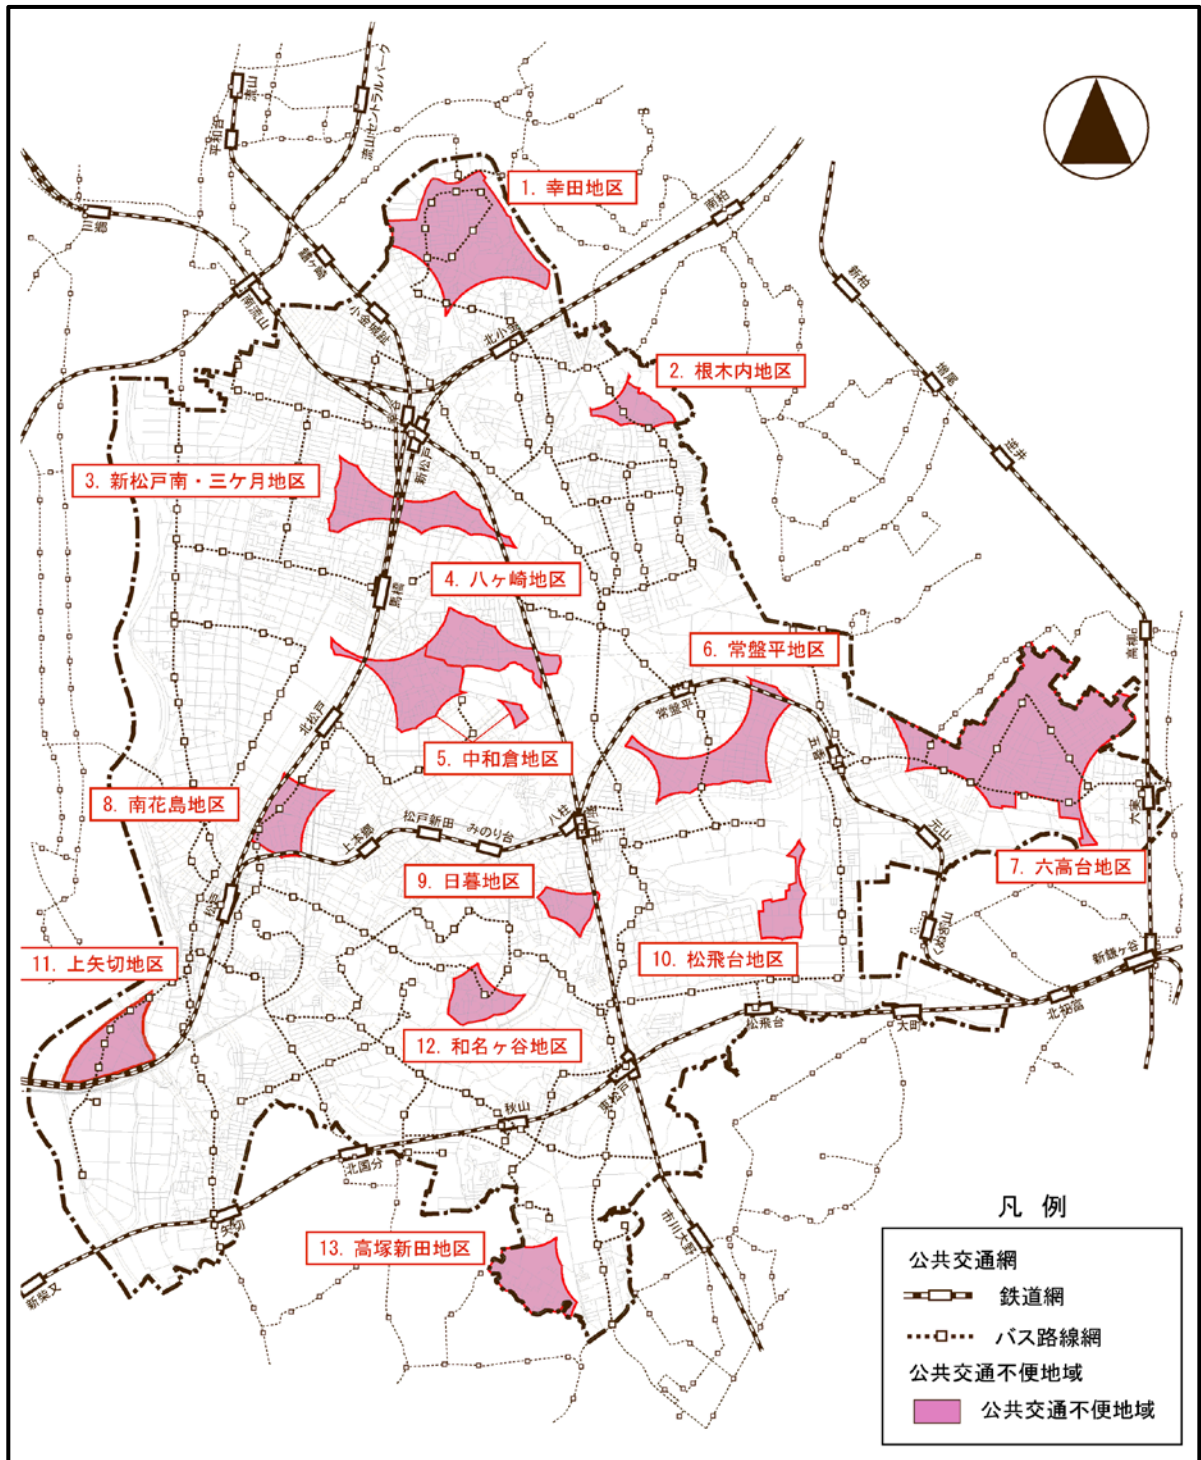 流山
平和台
流山セントラルパーク
1. 幸田地区
南柏
三郷
鰭ヶ崎
新柏
南流山
小金城趾
北小金
2. 根木内地区
増尾
幸谷
新松戸
逆井
3. 新松戸南・三ケ月地区
4. 八ヶ崎地区
馬橋
高柳
6. 常盤平地区
常盤平
北松戸
5. 中和倉地区
五香
8. 南花島地区
六実
松戸新田
みのり台
八柱
新八柱
上本郷
元山
7. 六高台地区
9. 日暮地区
松戸
10. 松飛台地区
くぬぎ山
新鎌ヶ谷
11. 上矢切地区
北初富
松飛台
大町
12. 和名ヶ谷地区
東松戸
秋山
北国分
矢切
市川大野
13. 高塚新田地区
新柴又
凡 例
公共交通網
鉄道網
バス路線網
公共交通不便地域
公共交通不便地域